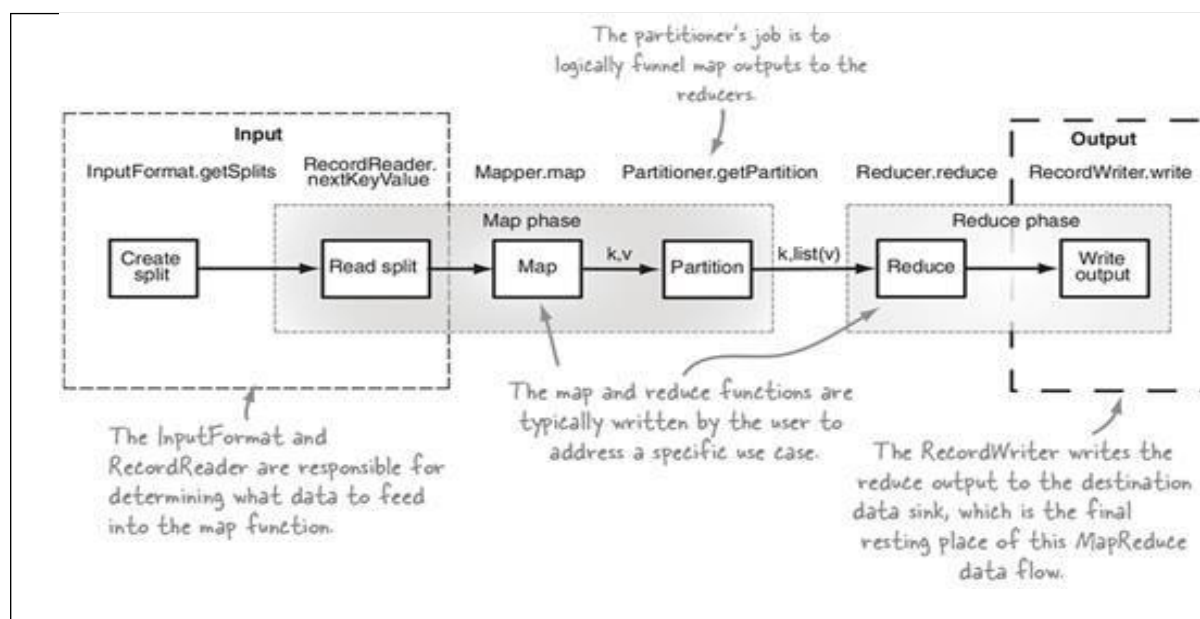 The partitioner's job is to
logically funnel map outputs to the
reducers.
Input
Output
InputFormat.getSplits
RecordReader.
nextKeyValue
Mapper.map
Partitioner.getPartition
Reducer.reduce
RecordWriter.write
Map phase
Reduce phase
Create
split
Read split
Map
k,v
Partition
k,list(v)
Reduce
Write
output
The InputFormat and
RecordReader are responsible for
determining what data to feed
into the map function.
The map and reduce functions are
typically written by the user to
address a specific use case.
The RecordWriter writes the
reduce output to the destination
data sink, which is the final
resting place of this MapReduce
data flow.